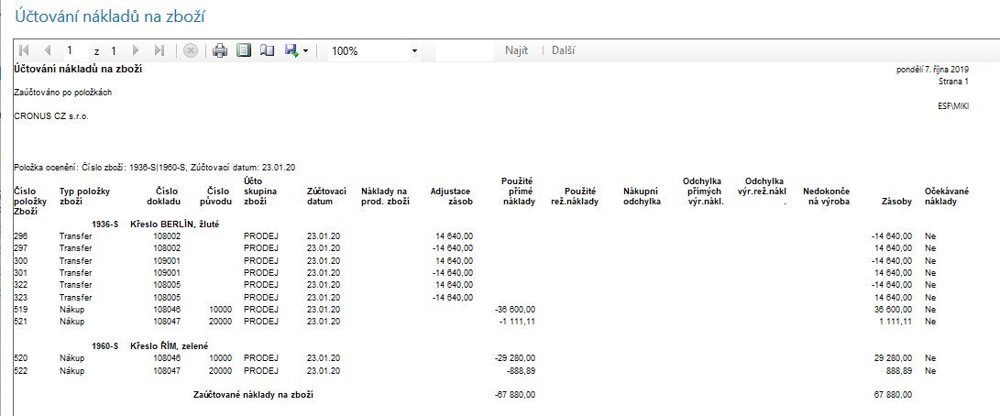 Účtování nákladů na zboží
1 z 1 100% Najít Další
Účtování nákladů na zboží pondělí 7. října 2019
Strana 1
Zaúčtováno po položkách
ESF\MIKI
CRONUS CZ s.r.o.
Položka ocenění: Číslo zboží: 1936-S|1960-S, Zúčtovací datum: 23.01.20
Účto Použité Odchylka Odchylka
Číslo Typ položky Číslo Číslo skupina Zúčtovací Náklady na Adjustace přímé Použité Nákupní přímých výr.rež.nákl Nedokonče Očekávané
položky zboží dokladu původu zboží datum prod. zboží zásob náklady rež.náklady odchylka výr.nákl. . ná výroba Zásoby náklady
Zboží
1936-S Křeslo BERLÍN, žluté
296 Transfer 108002 PRODEJ 23.01.20 14 640,00 -14 640,00 Ne
297 Transfer 108002 PRODEJ 23.01.20 -14 640,00 14 640,00 Ne
300 Transfer 109001 PRODEJ 23.01.20 14 640,00 -14 640,00 Ne
301 Transfer 109001 PRODEJ 23.01.20 -14 640,00 14 640,00 Ne
322 Transfer 108005 PRODEJ 23.01.20 14 640,00 -14 640,00 Ne
323 Transfer 108005 PRODEJ 23.01.20 -14 640,00 14 640,00 Ne
519 Nákup 108046 10000 PRODEJ 23.01.20 -36 600,00 36 600,00 Ne
521 Nákup 108047 20000 PRODEJ 23.01.20 -1 111,11 1 111,11 Ne
1960-S Křeslo ŘÍM, zelené
520 Nákup 108046 10000 PRODEJ 23.01.20 -29 280,00 29 280,00 Ne
522 Nákup 108047 20000 PRODEJ 23.01.20 -888,89 888,89 Ne
Zaúčtované náklady na zboží -67 880,00 67 880,00